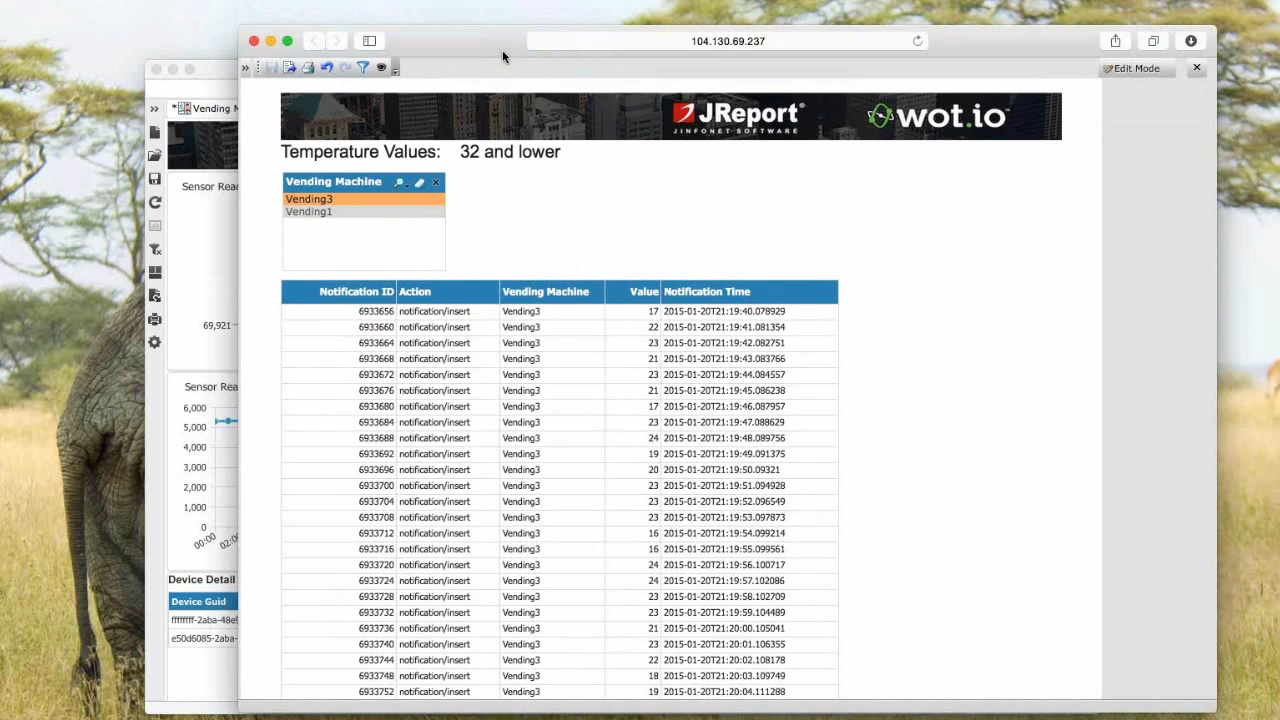 104.130.69.237
Edit Mode
*Vending M
JReport®
JINFONET SOFTWARE
wot.io™
Temperature Values: 32 and lower
Vending Machine
Vending3
Vending1
Notification ID Action Vending Machine Value Notification Time
6933656 notification/insert Vending3 17 2015-01-20T21:19:40.078929
6933660 notification/insert Vending3 22 2015-01-20T21:19:41.081354
6933664 notification/insert Vending3 23 2015-01-20T21:19:42.082751
6933668 notification/insert Vending3 21 2015-01-20T21:19:43.083766
6933672 notification/insert Vending3 23 2015-01-20T21:19:44.084557
6933676 notification/insert Vending3 21 2015-01-20T21:19:45.086238
6933680 notification/insert Vending3 17 2015-01-20T21:19:46.087957
6933684 notification/insert Vending3 23 2015-01-20T21:19:47.088629
6933688 notification/insert Vending3 24 2015-01-20T21:19:48.089756
6933692 notification/insert Vending3 19 2015-01-20T21:19:49.091375
6933696 notification/insert Vending3 20 2015-01-20T21:19:50.09321
6933700 notification/insert Vending3 23 2015-01-20T21:19:51.094928
6933704 notification/insert Vending3 23 2015-01-20T21:19:52.096549
6933708 notification/insert Vending3 23 2015-01-20T21:19:53.097873
6933712 notification/insert Vending3 16 2015-01-20T21:19:54.099214
6933716 notification/insert Vending3 16 2015-01-20T21:19:55.099561
6933720 notification/insert Vending3 24 2015-01-20T21:19:56.100717
6933724 notification/insert Vending3 24 2015-01-20T21:19:57.102086
6933728 notification/insert Vending3 23 2015-01-20T21:19:58.102709
6933732 notification/insert Vending3 23 2015-01-20T21:19:59.104489
6933736 notification/insert Vending3 21 2015-01-20T21:20:00.105041
6933740 notification/insert Vending3 23 2015-01-20T21:20:01.106355
6933744 notification/insert Vending3 22 2015-01-20T21:20:02.108178
6933748 notification/insert Vending3 18 2015-01-20T21:20:03.109749
6933752 notification/insert Vending3 19 2015-01-20T21:20:04.111288
Sensor Rea
69,921
Sensor Rea
6,000
5,000
4,000
3,000
2,000
1,000
0
00:00 02:0
Device Detail
Device Guid
ffffffff-2aba-48e9
e50d6085-2aba-